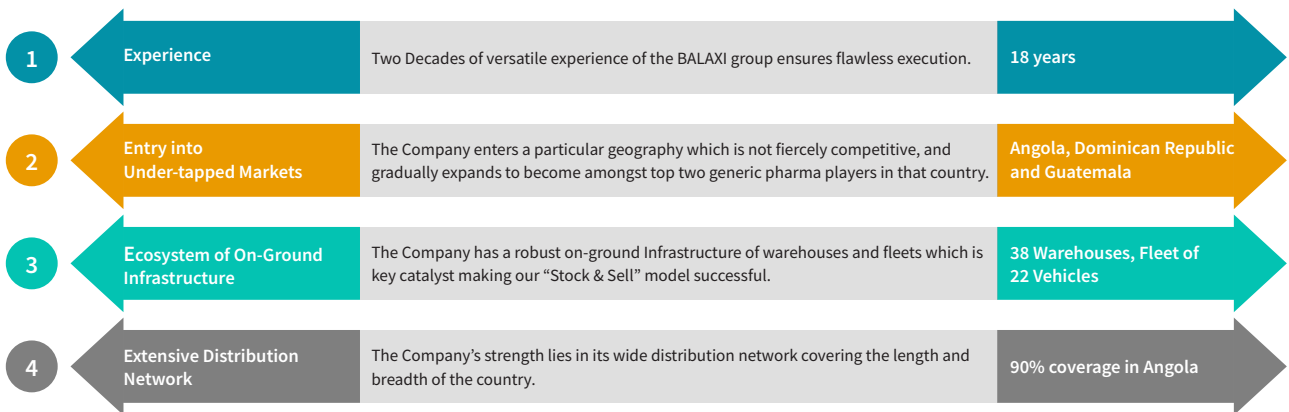 1
Experience
Two Decades of versatile experience of the BALAXI group ensures flawless execution.
18 years
2
Entry into
Under-tapped Markets
The Company enters a particular geography which is not fiercely competitive, and
gradually expands to become amongst top two generic pharma players in that country.
Angola, Dominican Republic
and Guatemala
3
Ecosystem of On-Ground
Infrastructure
The Company has a robust on-ground Infrastructure of warehouses and fleets which is
key catalyst making our “Stock & Sell” model successful.
38 Warehouses, Fleet of
22 Vehicles
4
Extensive Distribution
Network
The Company’s strength lies in its wide distribution network covering the length and
breadth of the country.
90% coverage in Angola